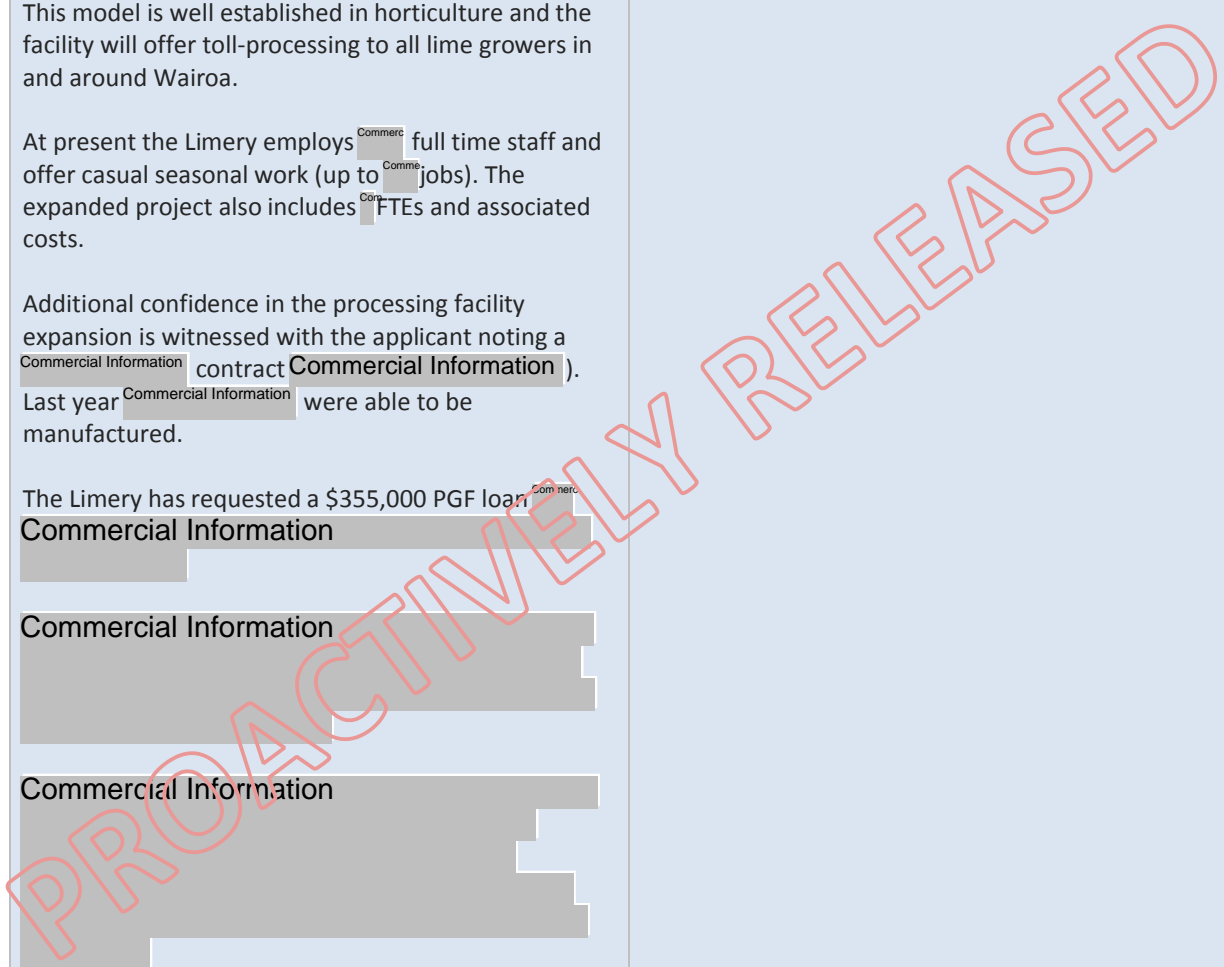 This model is well established in horticulture and the
facility will offer toll-processing to all lime growers in
and around Wairoa.
At present the Limery employs Commerc full time staff and
offer casual seasonal work (up to Comme jobs). The
expanded project also includes Com FTEs and associated
costs.
Additional confidence in the processing facility
expansion is witnessed with the applicant noting a
Commercial Information contract Commercial Information ).
Last year Commercial Information were able to be
manufactured.
The Limery has requested a $355,000 PGF loan Commerc
Commercial Information
Commercial Information
Commercial Information
PROACTIVELY RELEASED